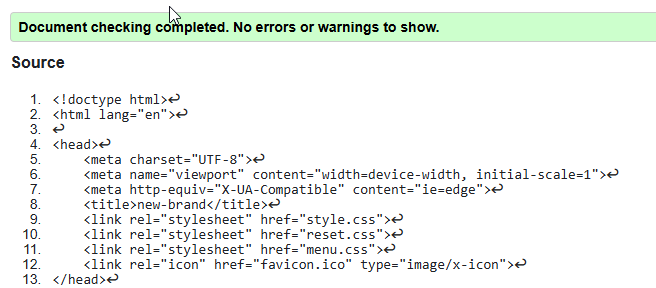 Document checking completed. No errors or warnings to show.
Source
1. <!doctype html>↩
2. <html lang="en">↩
3. ↩
4. <head>↩
5.     <meta charset="UTF-8">↩
6.     <meta name="viewport" content="width=device-width, initial-scale=1">↩
7.     <meta http-equiv="X-UA-Compatible" content="ie=edge">↩
8.     <title>new-brand</title>↩
9.     <link rel="stylesheet" href="style.css">↩
10.     <link rel="stylesheet" href="reset.css">↩
11.     <link rel="stylesheet" href="menu.css">↩
12.     <link rel="icon" href="favicon.ico" type="image/x-icon">↩
13. </head>↩